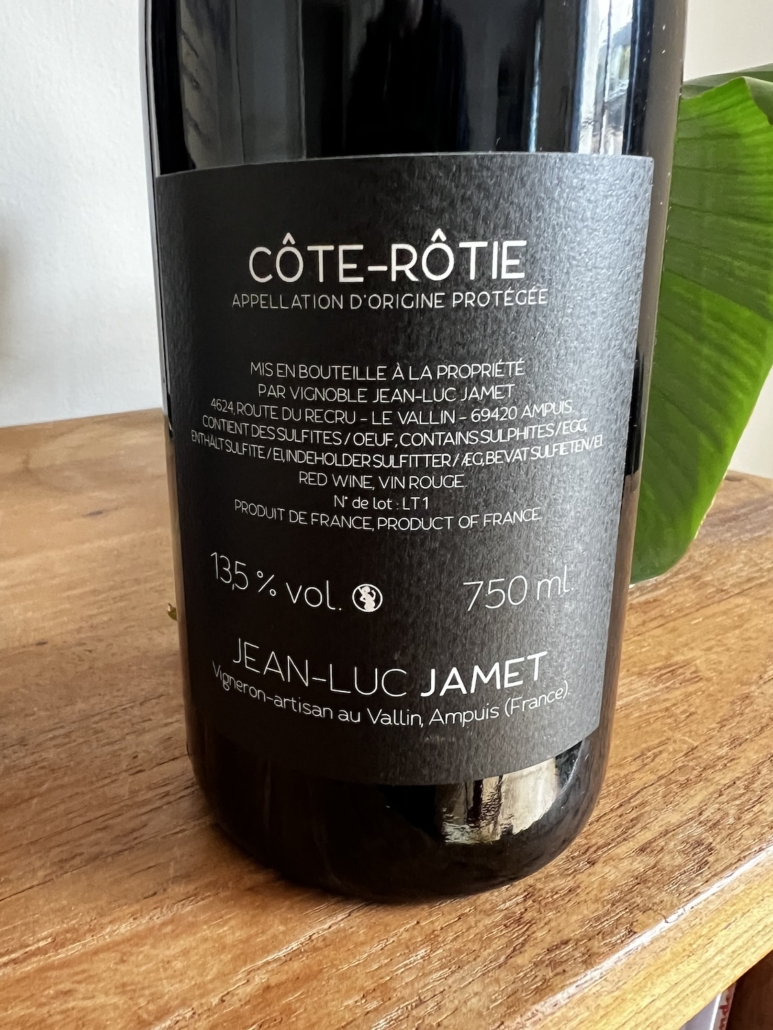 CÔTE-RÔTIE
APPELLATION D'ORIGINE PROTÉGÉE
MIS EN BOUTEILLE À LA PROPRIÉTÉ
PAR VIGNOBLE JEAN-LUC JAMET
4624, ROUTE DU RECRU - LE VALLIN - 69420 AMPUIS
CONTIENT DES SULFITES / OEUF, CONTAINS SULPHITES / EGG,
ENTHALT SULFITE / EI, INDEHOLDER SULFITTER / ÆG, BEVAT SULFIETEN / EI.
RED WINE, VIN ROUGE.
N° de lot : LT1
PRODUIT DE FRANCE, PRODUCT OF FRANCE.
13,5 % vol. 750 ml.
JEAN-LUC JAMET
Vigneron-artisan au Vallin, Ampuis (France).